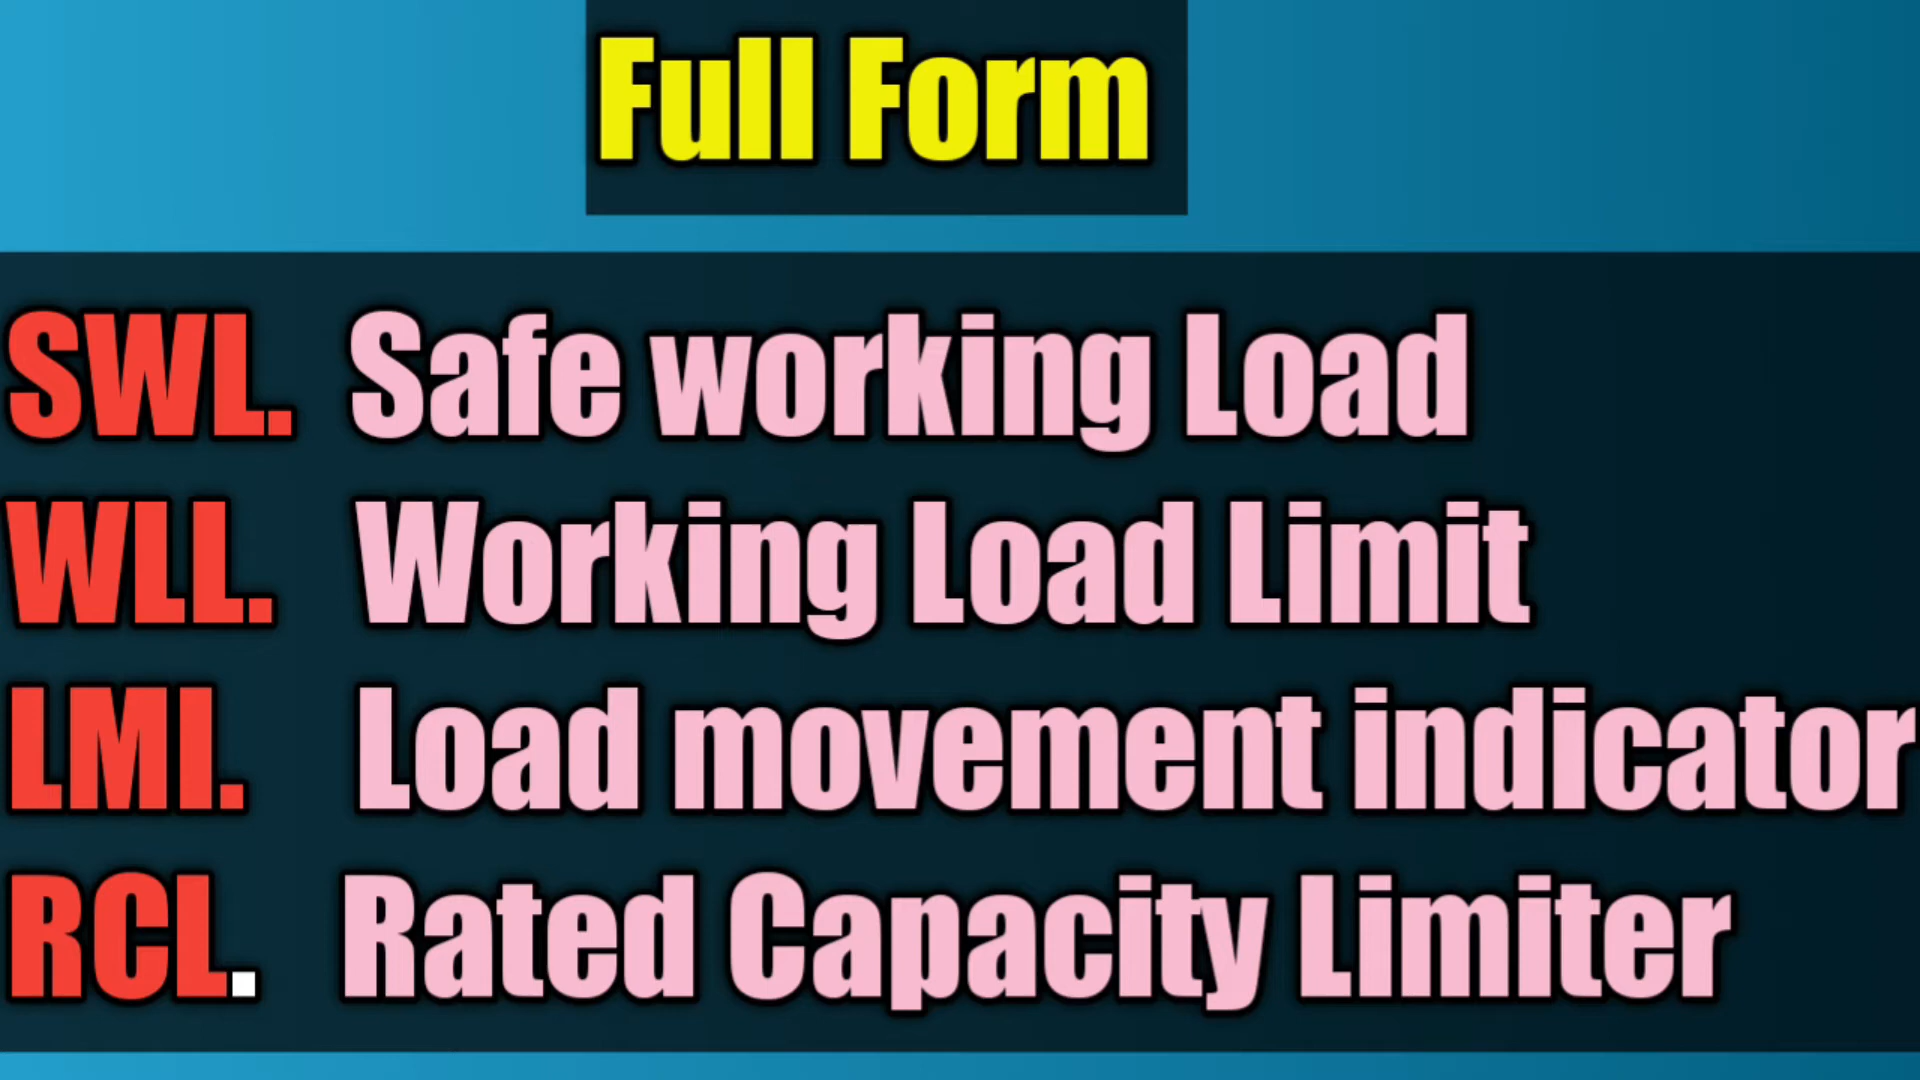 Full Form
SWL. Safe working Load
WLL. Working Load Limit
LMI. Load movement indicator
RCL. Rated Capacity Limiter